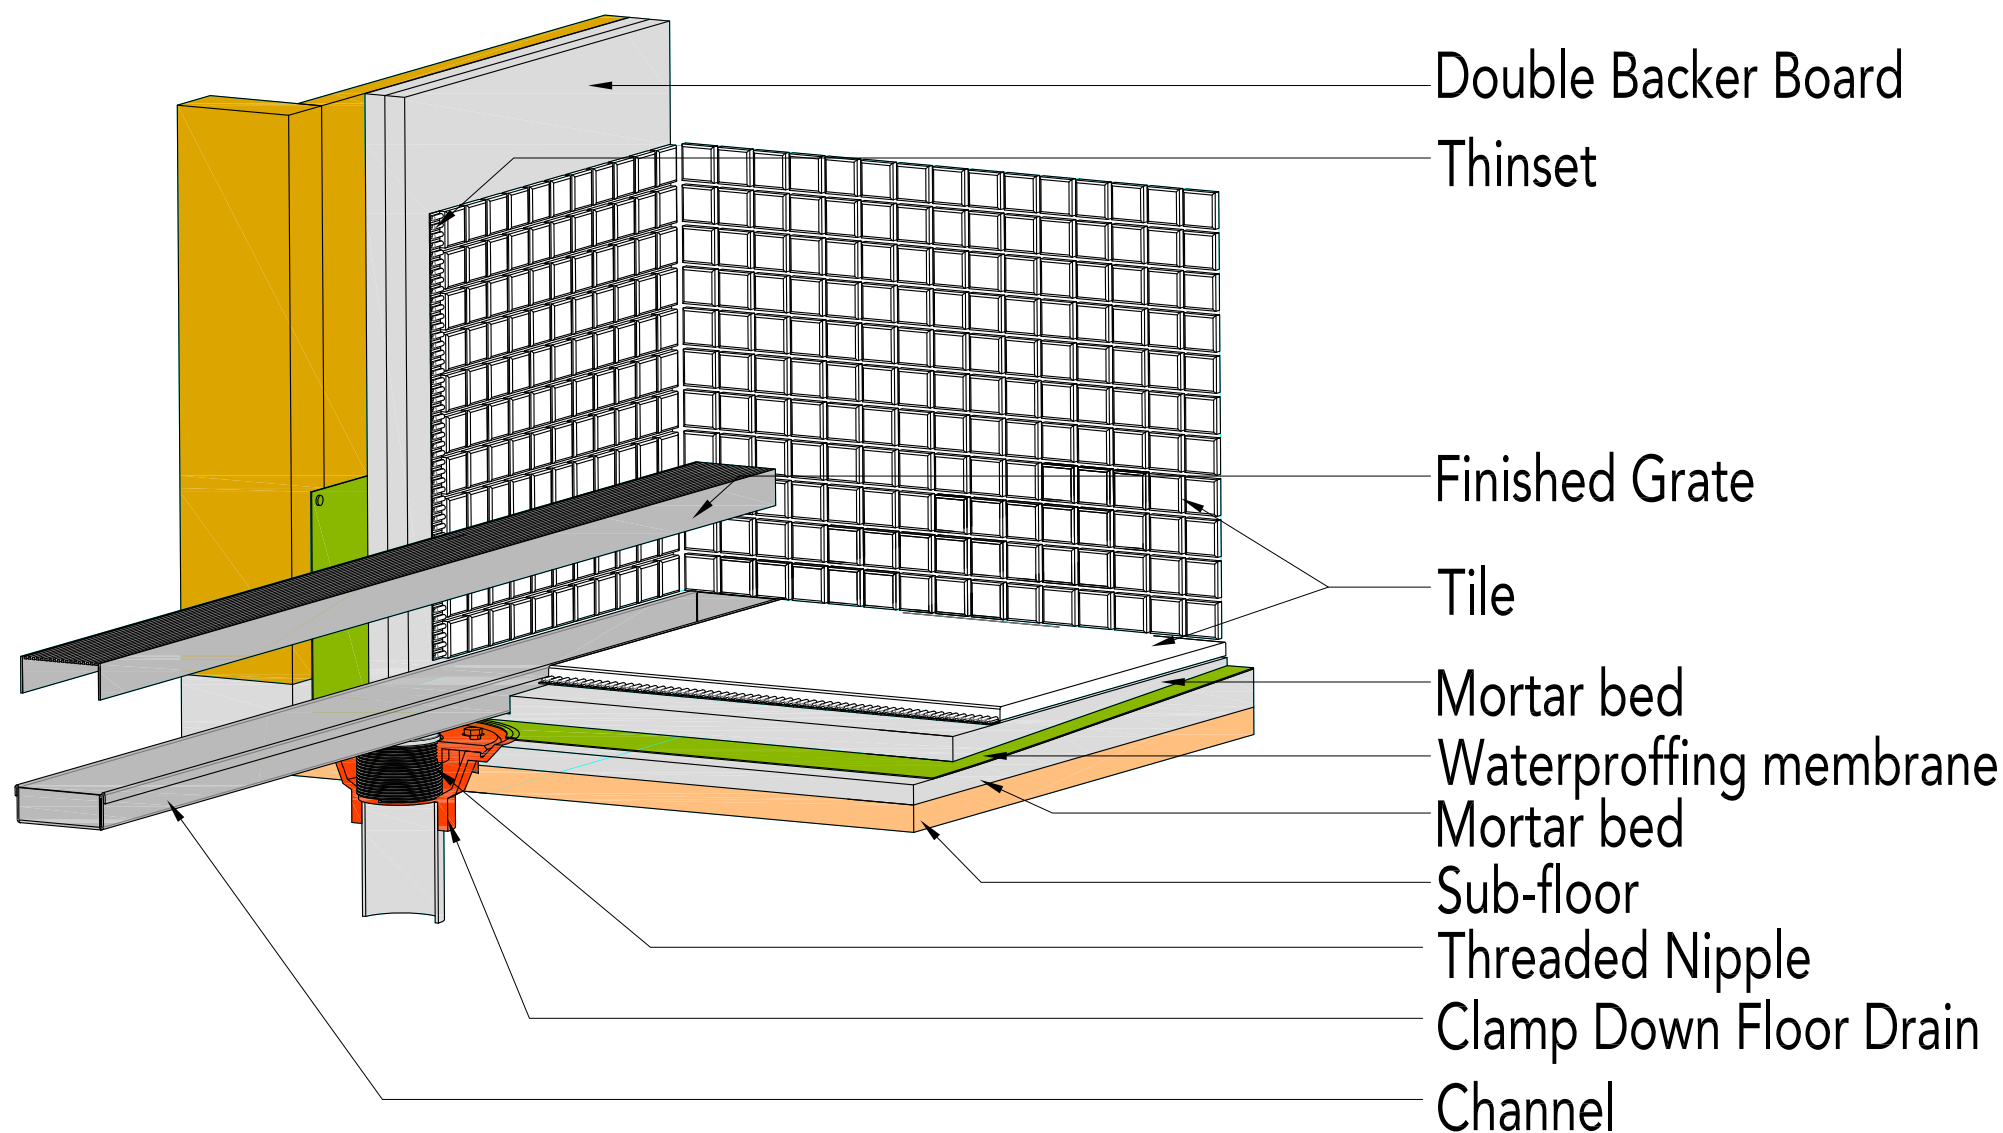 Double Backer Board
Thinset
Finished Grate
Tile
Mortar bed
Waterproffing membrane
Mortar bed
Sub-floor
Threaded Nipple
Clamp Down Floor Drain
Channel